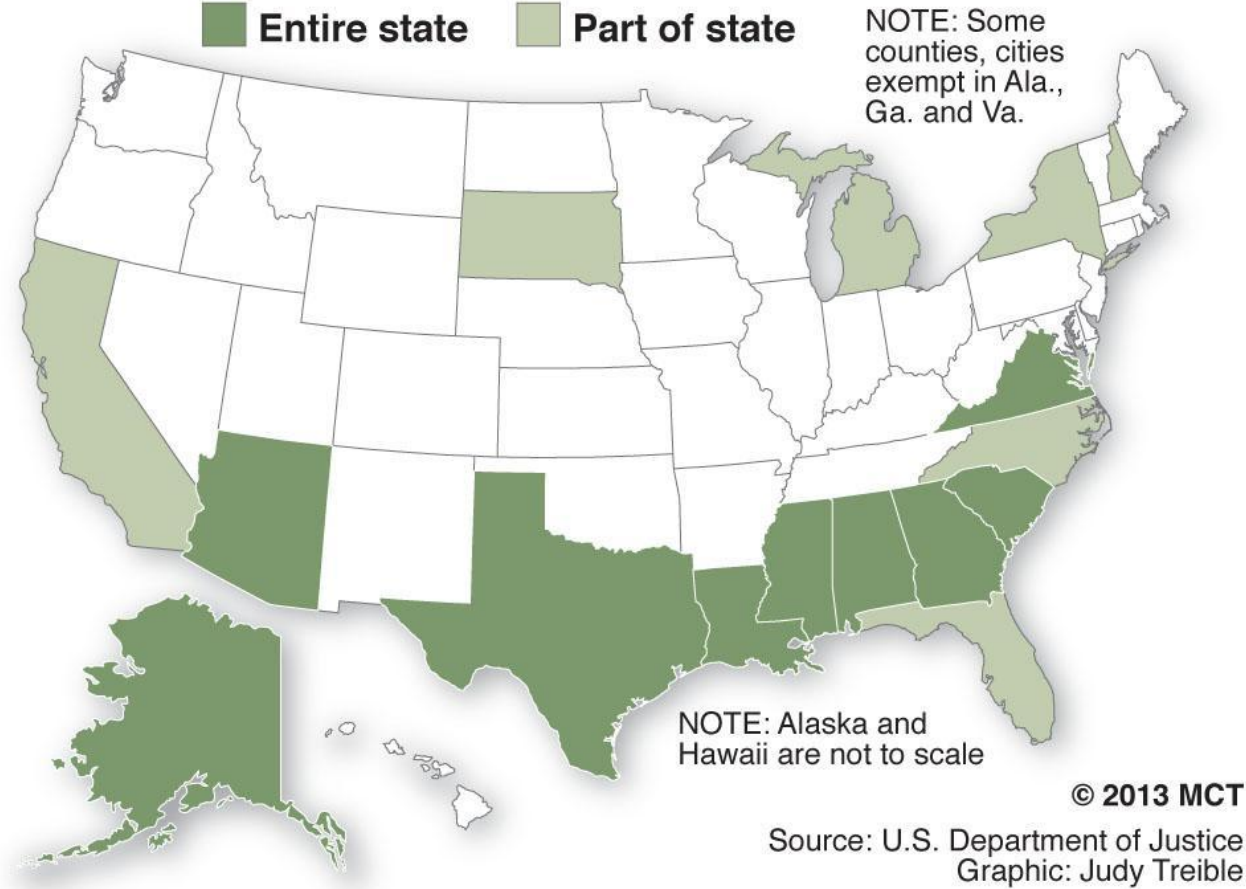 Entire state
Part of state
NOTE: Some
counties, cities
exempt in Ala.,
Ga. and Va.
NOTE: Alaska and
Hawaii are not to scale
© 2013 MCT
Source: U.S. Department of Justice
Graphic: Judy Treible